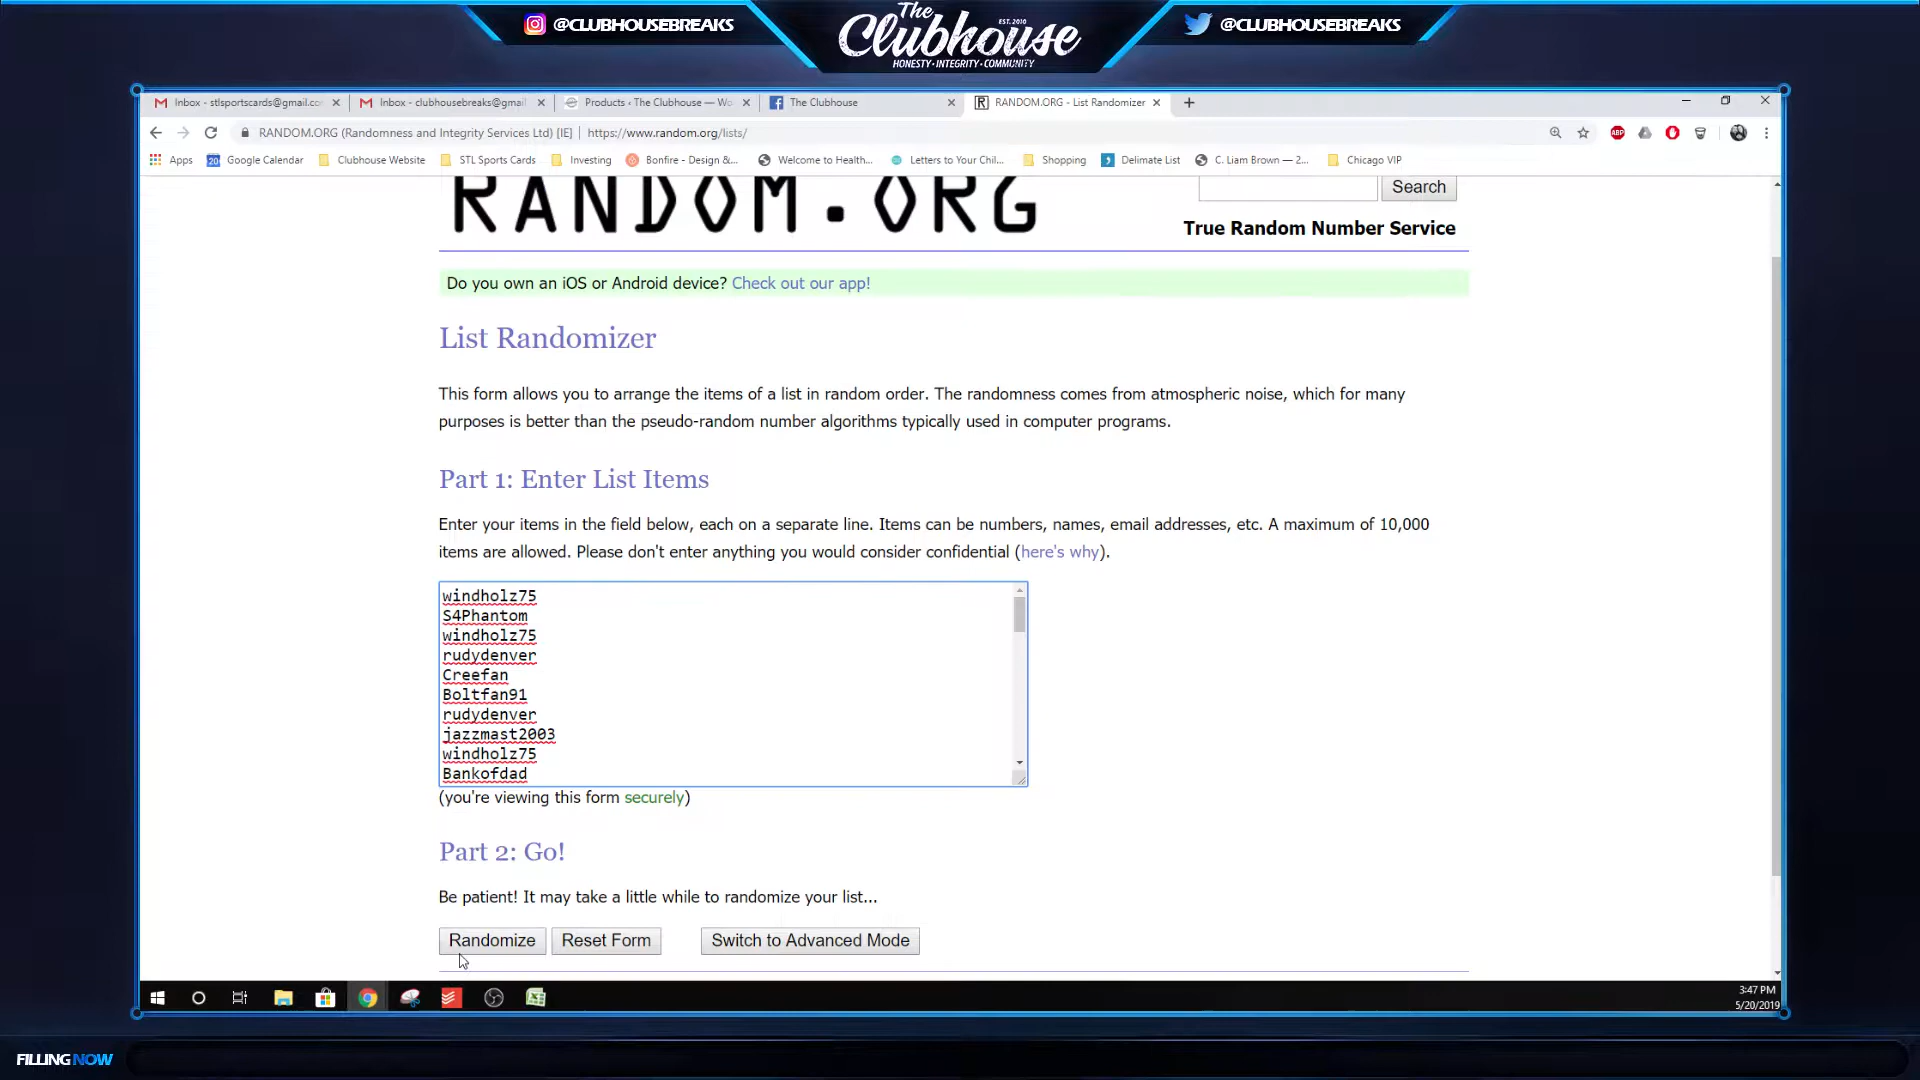 @CLUBHOUSEBREAKS
The Clubhouse
EST. 2010
HONESTY • INTEGRITY • COMMUNITY
@CLUBHOUSEBREAKS
Inbox - stlsportscards@gmail.co
Inbox - clubhousebreaks@gmail
Products ‹ The Clubhouse — Wo
The Clubhouse
RANDOM.ORG - List Randomizer
RANDOM.ORG (Randomness and Integrity Services Ltd) [IE] | https://www.random.org/lists/
ABP
Apps
Google Calendar
Clubhouse Website
STL Sports Cards
Investing
Bonfire - Design &...
Welcome to Health...
Letters to Your Chil...
Shopping
Delimate List
C. Liam Brown — 2...
Chicago VIP
RANDOM.ORG
Search
True Random Number Service
Do you own an iOS or Android device? Check out our app!
List Randomizer
This form allows you to arrange the items of a list in random order. The randomness comes from atmospheric noise, which for many
purposes is better than the pseudo-random number algorithms typically used in computer programs.
Part 1: Enter List Items
Enter your items in the field below, each on a separate line. Items can be numbers, names, email addresses, etc. A maximum of 10,000
items are allowed. Please don't enter anything you would consider confidential (here's why).
windholz75
S4Phantom
windholz75
rudydenver
Creefan
Boltfan91
rudydenver
jazzmast2003
windholz75
Bankofdad
(you're viewing this form securely)
Part 2: Go!
Be patient! It may take a little while to randomize your list...
Randomize
Reset Form
Switch to Advanced Mode
3:47 PM
5/20/2019
FILLING NOW